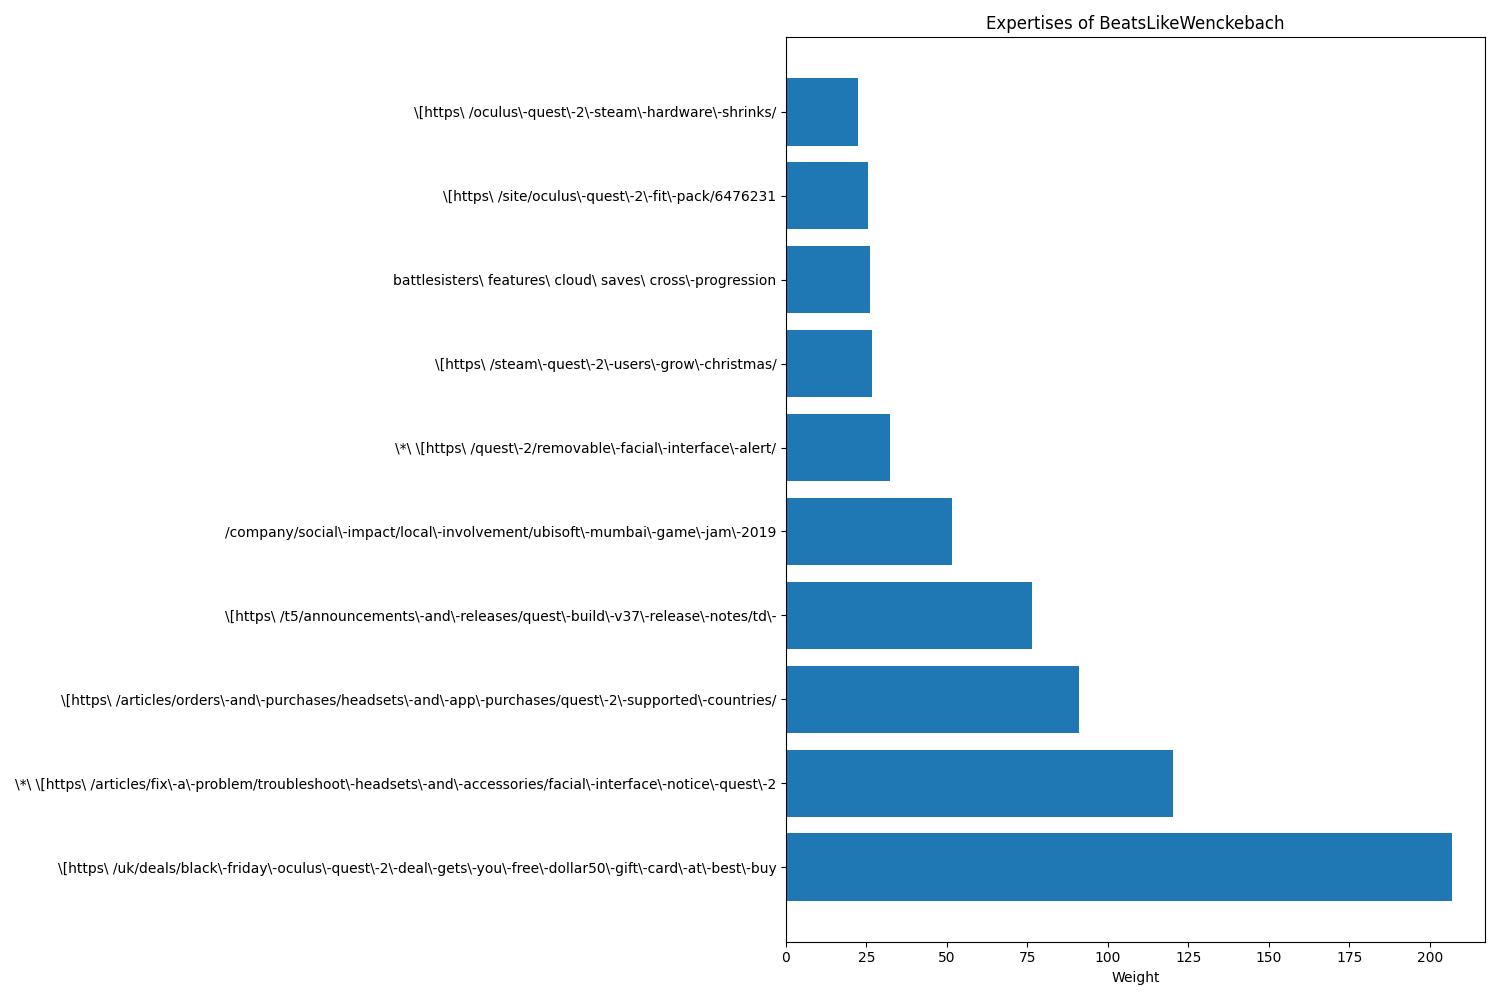 Expertises of BeatsLikeWenckebach
\[https\ /oculus\-quest\-2\-steam\-hardware\-shrinks/
\[https\ /site/oculus\-quest\-2\-fit\-pack/6476231
battlesisters\ features\ cloud\ saves\ cross\-progression
\[https\ /steam\-quest\-2\-users\-grow\-christmas/
\*\ \[https\ /quest\-2/removable\-facial\-interface\-alert/
/company/social\-impact/local\-involvement/ubisoft\-mumbai\-game\-jam\-2019
\[https\ /t5/announcements\-and\-releases/quest\-build\-v37\-release\-notes/td\-
\[https\ /articles/orders\-and\-purchases/headsets\-and\-app\-purchases/quest\-2\-supported\-countries/
\*\ \[https\ /articles/fix\-a\-problem/troubleshoot\-headsets\-and\-accessories/facial\-interface\-notice\-quest\-2
\[https\ /uk/deals/black\-friday\-oculus\-quest\-2\-deal\-gets\-you\-free\-dollar50\-gift\-card\-at\-best\-buy
0 25 50 75 100 125 150 175 200
Weight